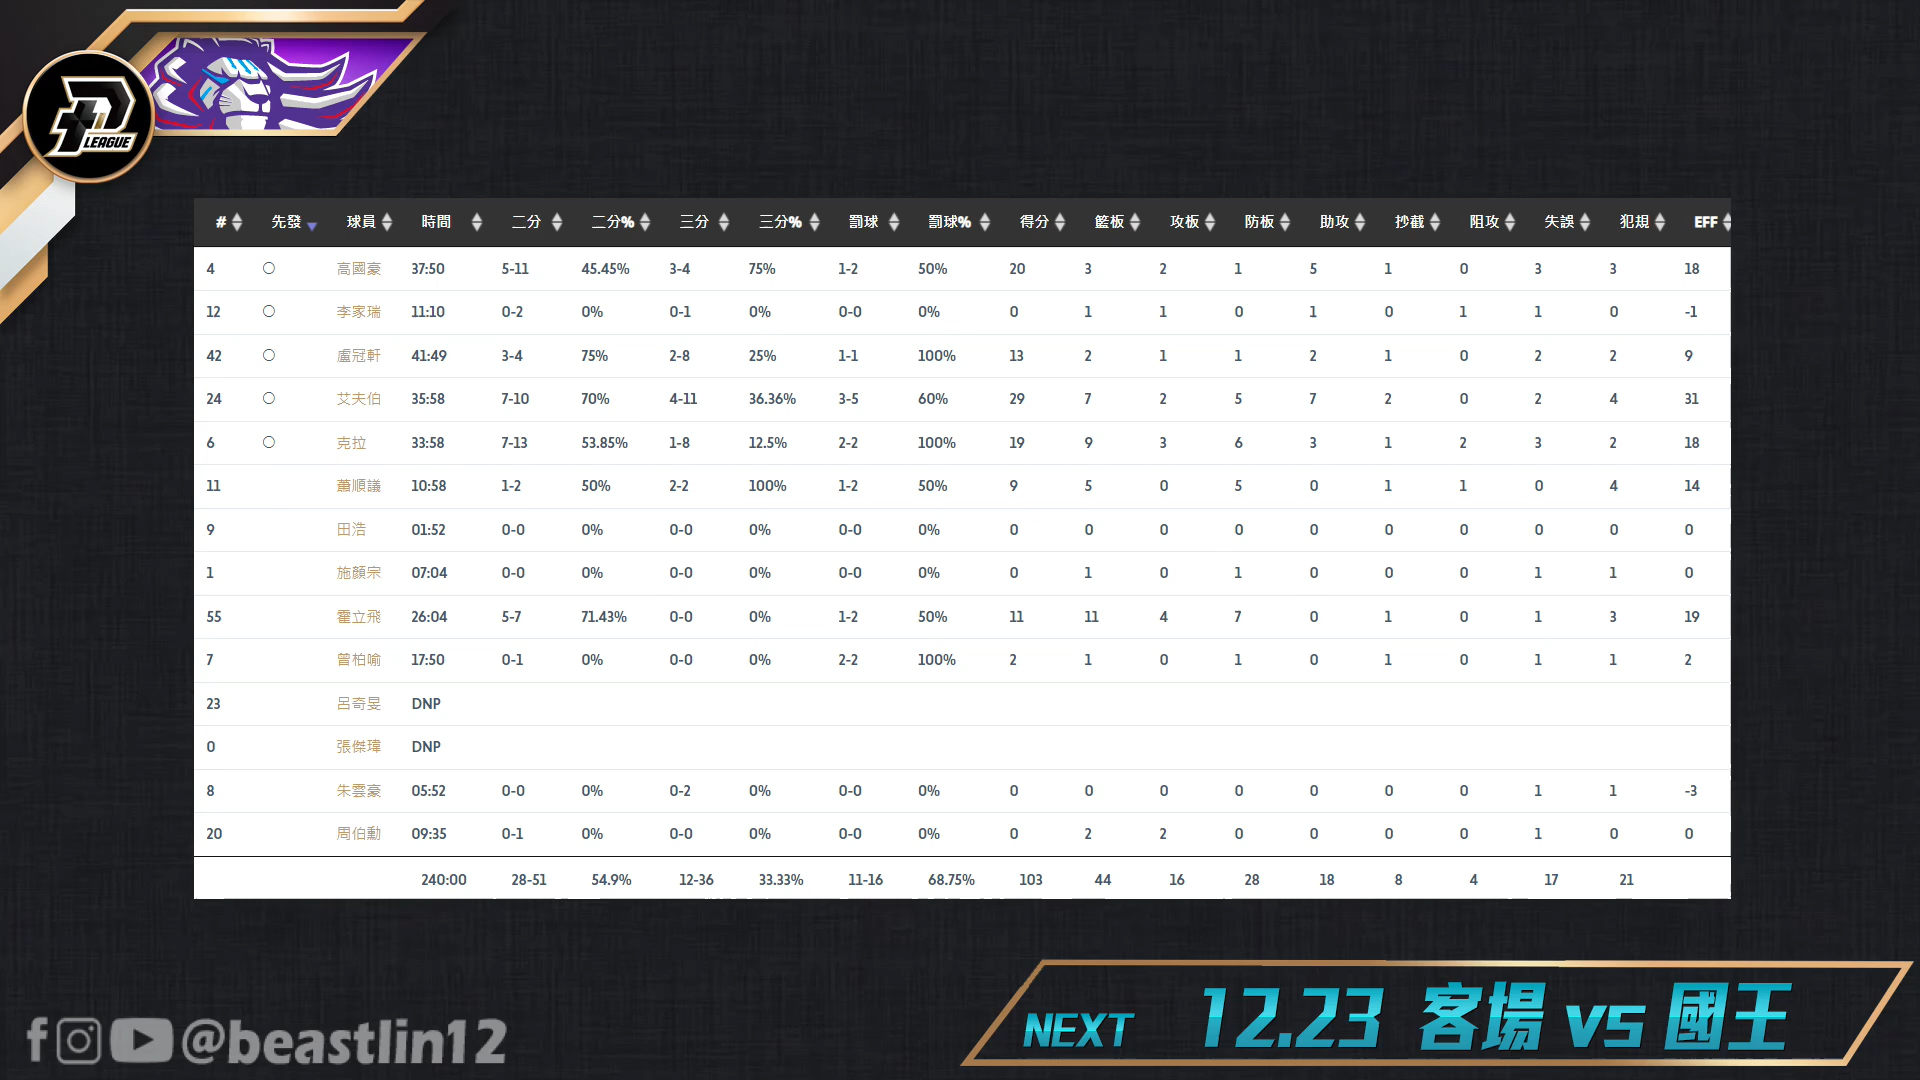 P LEAGUE
# 先發 球員 時間 二分 二分% 三分 三分% 罰球 罰球% 得分 籃板 攻板 防板 助攻 抄截 阻攻 失誤 犯規 EFF
4 ○ 高國豪 37:50 5-11 45.45% 3-4 75% 1-2 50% 20 3 2 1 5 1 0 3 3 18
12 ○ 李家瑞 11:10 0-2 0% 0-1 0% 0-0 0% 0 1 1 0 1 0 1 1 0 -1
42 ○ 盧冠軒 41:49 3-4 75% 2-8 25% 1-1 100% 13 2 1 1 2 1 0 2 2 9
24 ○ 艾夫伯 35:58 7-10 70% 4-11 36.36% 3-5 60% 29 7 2 5 7 2 0 2 4 31
6 ○ 克拉 33:58 7-13 53.85% 1-8 12.5% 2-2 100% 19 9 3 6 3 1 2 3 2 18
11 蕭順議 10:58 1-2 50% 2-2 100% 1-2 50% 9 5 0 5 0 1 1 0 4 14
9 田浩 01:52 0-0 0% 0-0 0% 0-0 0% 0 0 0 0 0 0 0 0 0 0
1 施顏宗 07:04 0-0 0% 0-0 0% 0-0 0% 0 1 0 1 0 0 0 1 1 0
55 霍立飛 26:04 5-7 71.43% 0-0 0% 1-2 50% 11 11 4 7 0 1 0 1 3 19
7 曾柏喻 17:50 0-1 0% 0-0 0% 2-2 100% 2 1 0 1 0 1 0 1 1 2
23 呂奇旻 DNP
0 張傑瑋 DNP
8 朱雲豪 05:52 0-0 0% 0-2 0% 0-0 0% 0 0 0 0 0 0 0 1 1 -3
20 周伯勳 09:35 0-1 0% 0-0 0% 0-0 0% 0 2 2 0 0 0 0 1 0 0
240:00 28-51 54.9% 12-36 33.33% 11-16 68.75% 103 44 16 28 18 8 4 17 21
NEXT 12.23 客場 vs 國王
@beastlin12